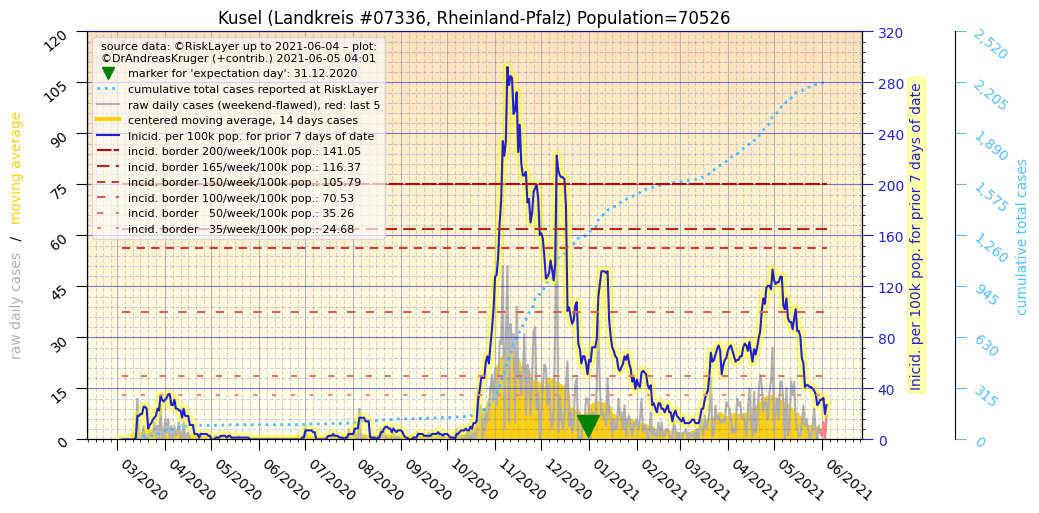 Kusel (Landkreis #07336, Rheinland-Pfalz) Population=70526
source data: ©RiskLayer up to 2021-06-04 – plot:
©DrAndreasKruger (+contrib.) 2021-06-05 04:01
marker for 'expectation day': 31.12.2020
cumulative total cases reported at RiskLayer
raw daily cases (weekend-flawed), red: last 5
centered moving average, 14 days cases
Inicid. per 100k pop. for prior 7 days of date
incid. border 200/week/100k pop.: 141.05
incid. border 165/week/100k pop.: 116.37
incid. border 150/week/100k pop.: 105.79
incid. border 100/week/100k pop.: 70.53
incid. border 50/week/100k pop.: 35.26
incid. border 35/week/100k pop.: 24.68
raw daily cases / moving average
120
105
90
75
60
45
30
15
0
03/2020
04/2020
05/2020
06/2020
07/2020
08/2020
09/2020
10/2020
11/2020
12/2020
01/2021
02/2021
03/2021
04/2021
05/2021
06/2021
320
280
240
200
160
120
80
40
0
Inicid. per 100k pop. for prior 7 days of date
2,520
2,205
1,890
1,575
1,260
945
630
315
0
cumulative total cases